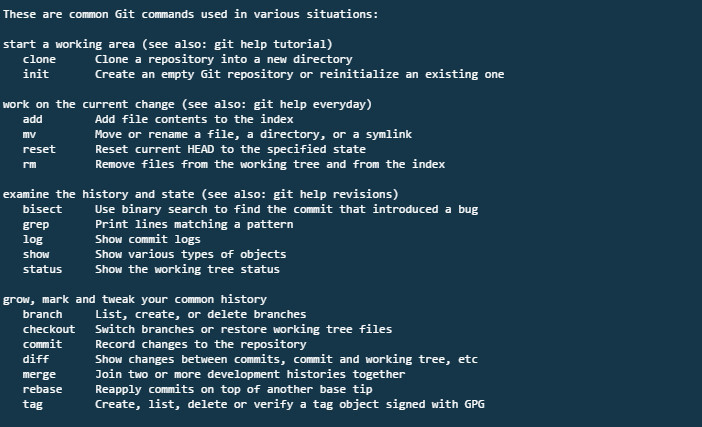 These are common Git commands used in various situations:

start a working area (see also: git help tutorial)
   clone      Clone a repository into a new directory
   init       Create an empty Git repository or reinitialize an existing one

work on the current change (see also: git help everyday)
   add        Add file contents to the index
   mv         Move or rename a file, a directory, or a symlink
   reset      Reset current HEAD to the specified state
   rm         Remove files from the working tree and from the index

examine the history and state (see also: git help revisions)
   bisect     Use binary search to find the commit that introduced a bug
   grep       Print lines matching a pattern
   log        Show commit logs
   show       Show various types of objects
   status     Show the working tree status

grow, mark and tweak your common history
   branch     List, create, or delete branches
   checkout   Switch branches or restore working tree files
   commit     Record changes to the repository
   diff       Show changes between commits, commit and working tree, etc
   merge      Join two or more development histories together
   rebase     Reapply commits on top of another base tip
   tag        Create, list, delete or verify a tag object signed with GPG